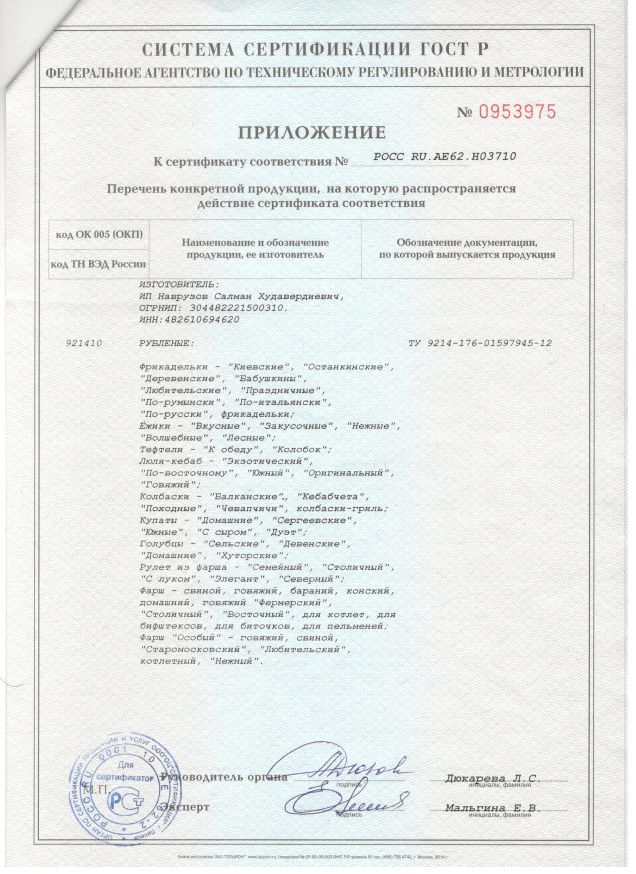 СИСТЕМА СЕРТИФИКАЦИИ ГОСТ Р
ФЕДЕРАЛЬНОЕ АГЕНТСТВО ПО ТЕХНИЧЕСКОМУ РЕГУЛИРОВАНИЮ И МЕТРОЛОГИИ
№ 0953975
ПРИЛОЖЕНИЕ
К сертификату соответствия № РОСС RU.АЕ62.Н03710
Перечень конкретной продукции, на которую распространяется
действие сертификата соответствия
код ОК 005 (ОКП)
код ТН ВЭД России
Наименование и обозначение
продукции, ее изготовитель
Обозначение документации,
по которой выпускается продукция
ИЗГОТОВИТЕЛЬ:
ИП Наврузов Салман Худавердиевич,
ОГРНИП: 304482221500310.
ИНН:482610694620
921410 РУБЛЕНЫЕ: ТУ 9214-176-01597945-12
Фрикадельки - "Киевские", "Останкинские",
"Деревенские", "Бабушкины",
"Любительские", "Праздничные",
"По-румынски", "По-итальянски",
"По-русски", фрикадельки;
Ёжики - "Вкусные", "Закусочные", "Нежные",
"Волшебные", "Лесные";
Тефтели - "К обеду", "Колобок";
Люля-кебаб - "Экзотический",
"По-восточному", "Южный", "Оригинальный",
"Говяжий";
Колбаски - "Балканские"., "Кебабчета",
"Походные", "Чевапчичи", колбаски-гриль;
Купаты - "Домашние", "Сергеевские",
"Южные", "С сыром", "Дуэт";
Голубцы - "Сельские", "Девенские",
"Домашние", "Хуторские";
Рулет из фарша - "Семейный", "Столичный",
"С луком", "Элегант", "Северный";
Фарш - свиной, говяжий, бараний, конский,
домашний, говяжий "Фермерский",
"Столичный", "Восточный", для котлет, для
бифштексов, для биточков, для пельменей;
Фарш "Особый" - говяжий, свиной,
"Старомосковский", "Любительский",
котлетный, "Нежный".
Для
сертификатов
М.П.
Руководитель органа
подпись
Дюкарева Л.С.
инициалы, фамилия
Эксперт
подпись
Мальгина Е.В.
инициалы, фамилия